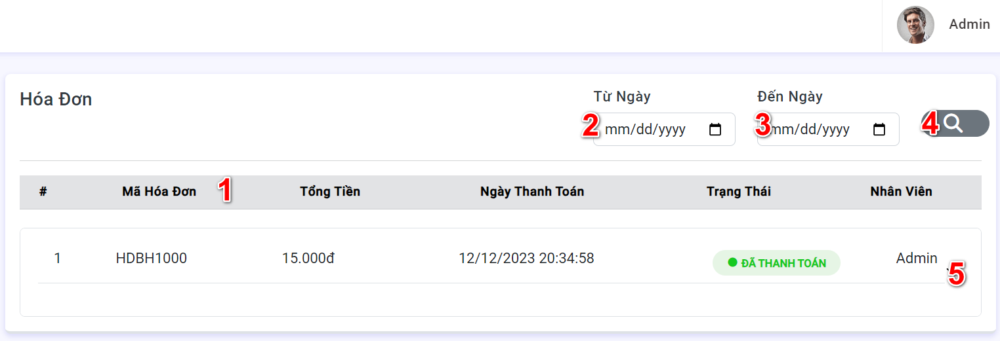 Admin
Hóa Đơn
Từ Ngày
Đến Ngày
2 mm/dd/yyyy
3 mm/dd/yyyy
4
# Mã Hóa Đơn 1 Tổng Tiền Ngày Thanh Toán Trạng Thái Nhân Viên
1 HDBH1000 15.000đ 12/12/2023 20:34:58 ĐÃ THANH TOÁN Admin
5